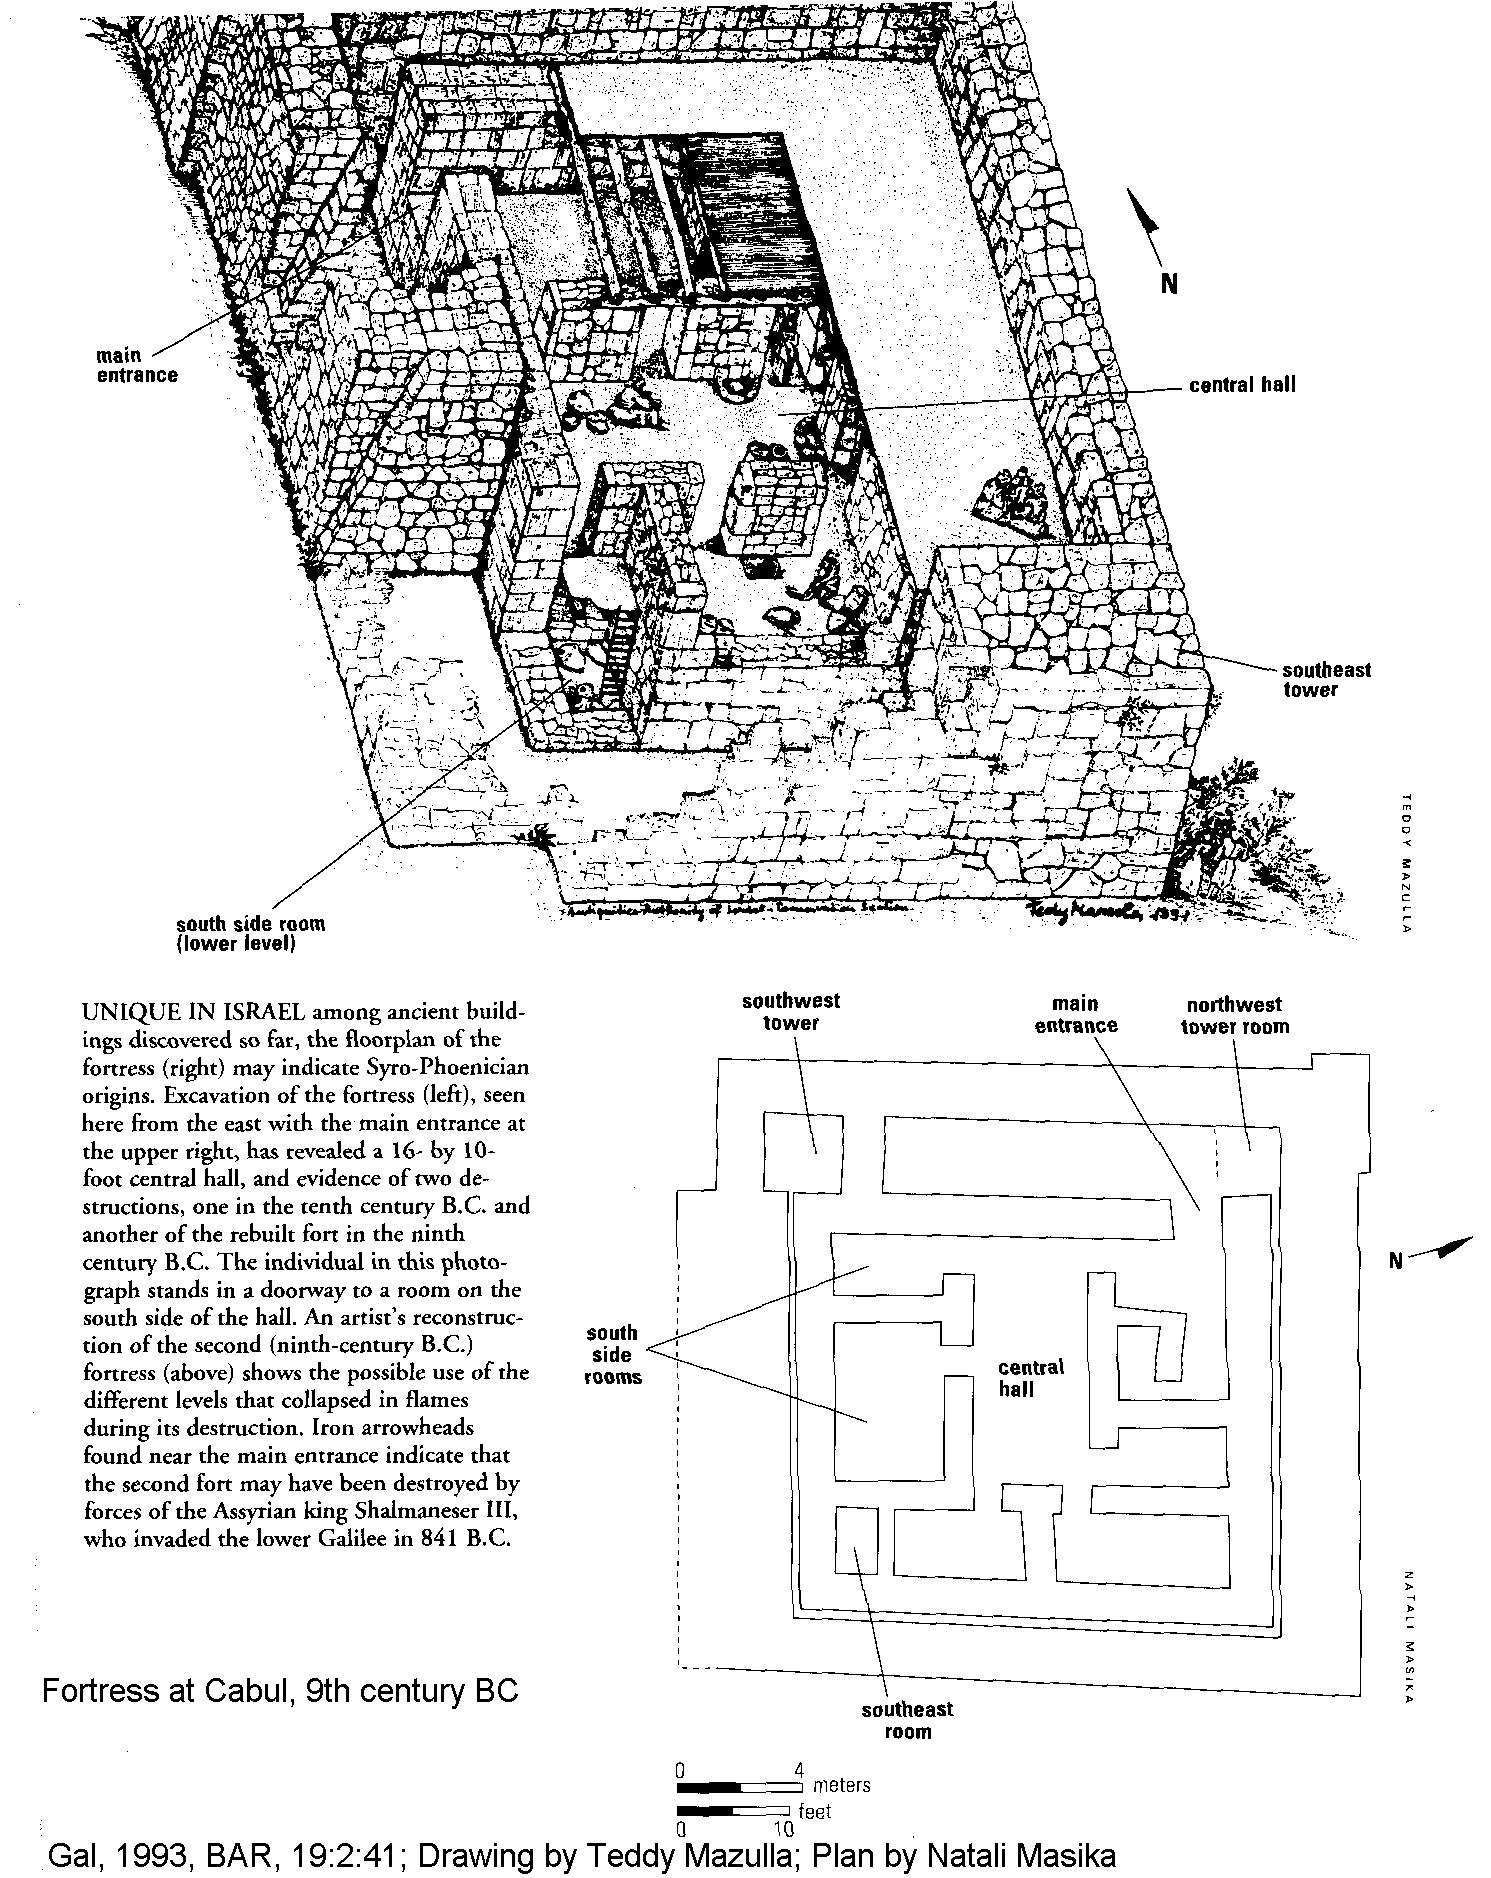 N
main
entrance
central hall
southeast
tower
TEDDY MAZULLA
south side room
(lower level)
Antiquities Authority of Israel - Conservation Section
UNIQUE IN ISRAEL among ancient build-
ings discovered so far, the floorplan of the
fortress (right) may indicate Syro-Phoenician
origins. Excavation of the fortress (left), seen
here from the east with the main entrance at
the upper right, has revealed a 16- by 10-
foot central hall, and evidence of two de-
structions, one in the tenth century B.C. and
another of the rebuilt fort in the ninth
century B.C. The individual in this photo-
graph stands in a doorway to a room on the
south side of the hall. An artist's reconstruc-
tion of the second (ninth-century B.C.)
fortress (above) shows the possible use of the
different levels that collapsed in flames
during its destruction. Iron arrowheads
found near the main entrance indicate that
the second fort may have been destroyed by
forces of the Assyrian king Shalmaneser III,
who invaded the lower Galilee in 841 B.C.
southwest
tower
main
entrance
northwest
tower room
N
south
side
rooms
central
hall
southeast
room
NATALI MASIKA
Fortress at Cabul, 9th century BC
0 4
meters
feet
0 10
Gal, 1993, BAR, 19:2:41; Drawing by Teddy Mazulla; Plan by Natali Masika